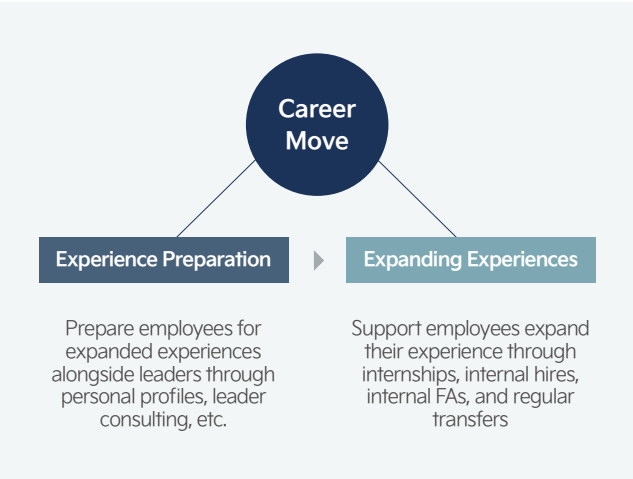 Career
Move
Experience Preparation
Expanding Experiences
Prepare employees for
expanded experiences
alongside leaders through
personal profiles, leader
consulting, etc.
Support employees expand
their experience through
internships, internal hires,
internal FAs, and regular
transfers